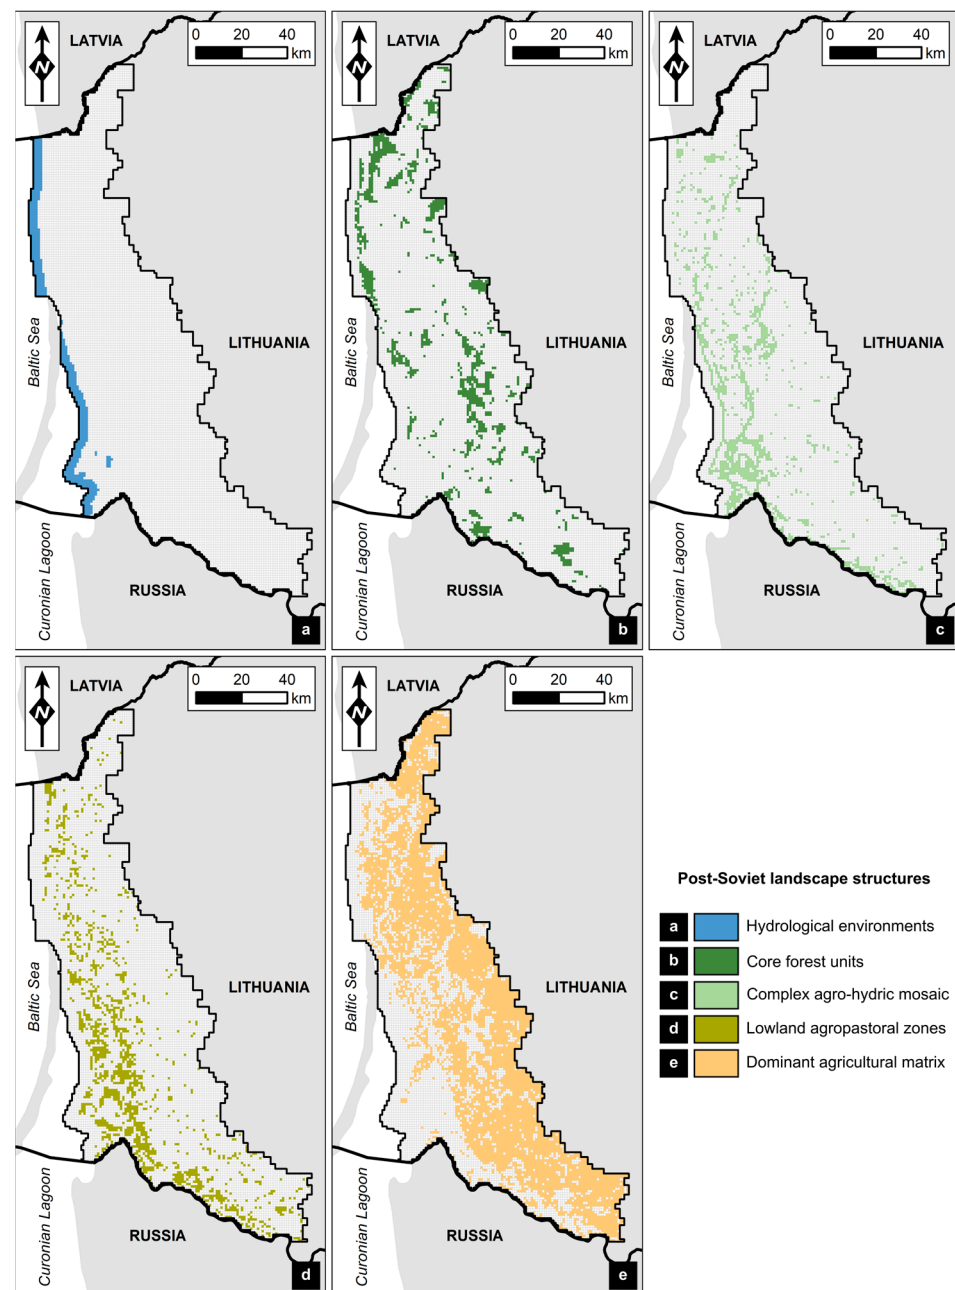 LATVIA
N
0 20 40
km
Baltic Sea
LITHUANIA
Curonian Lagoon
RUSSIA
a
LATVIA
N
0 20 40
km
Baltic Sea
LITHUANIA
Curonian Lagoon
RUSSIA
b
LATVIA
N
0 20 40
km
Baltic Sea
LITHUANIA
Curonian Lagoon
RUSSIA
c
LATVIA
N
0 20 40
km
Baltic Sea
LITHUANIA
Curonian Lagoon
RUSSIA
d
LATVIA
N
0 20 40
km
Baltic Sea
LITHUANIA
Curonian Lagoon
RUSSIA
e
Post-Soviet landscape structures
a Hydrological environments
b Core forest units
c Complex agro-hydric mosaic
d Lowland agropastoral zones
e Dominant agricultural matrix